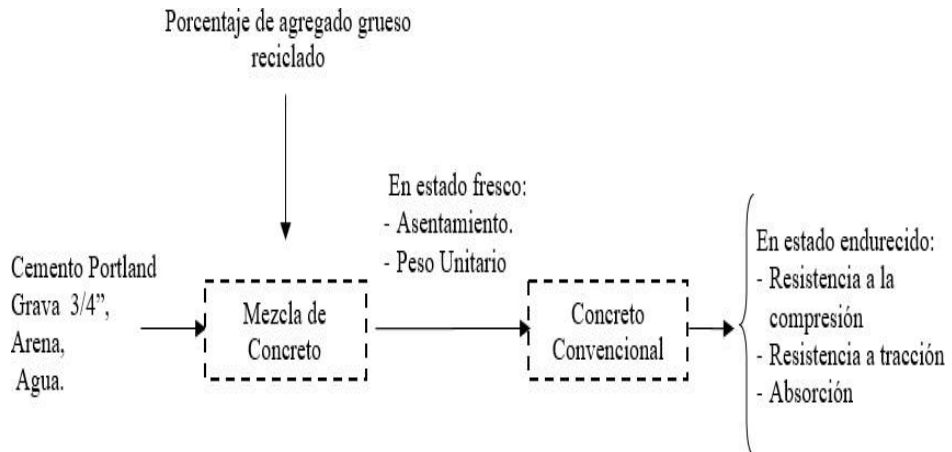 Porcentaje de agregado grueso
reciclado
En estado fresco:
- Asentamiento.
- Peso Unitario
Cemento Portland
Grava 3/4”,
Arena,
Agua.
Mezcla de
Concreto
Concreto
Convencional
En estado endurecido:
- Resistencia a la
compresión
- Resistencia a tracción
- Absorción